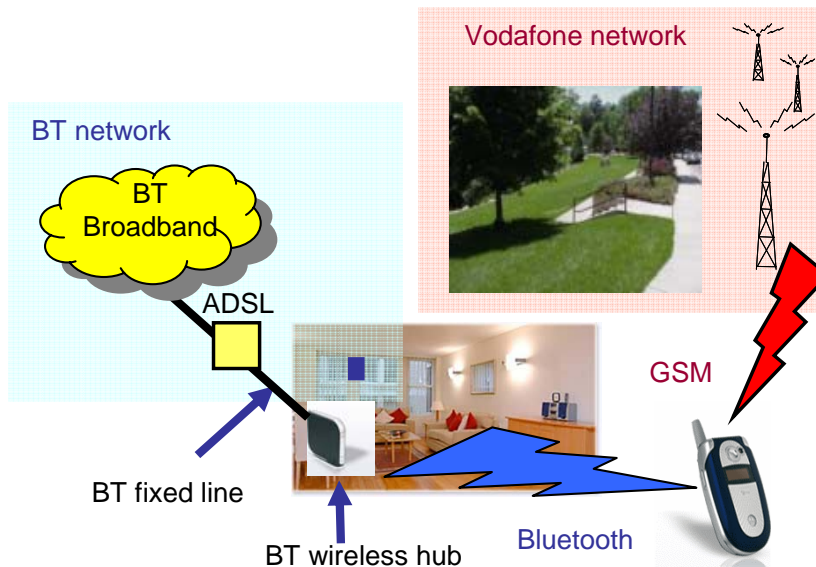 Vodafone network
BT network
BT
Broadband
ADSL
GSM
BT fixed line
Bluetooth
BT wireless hub